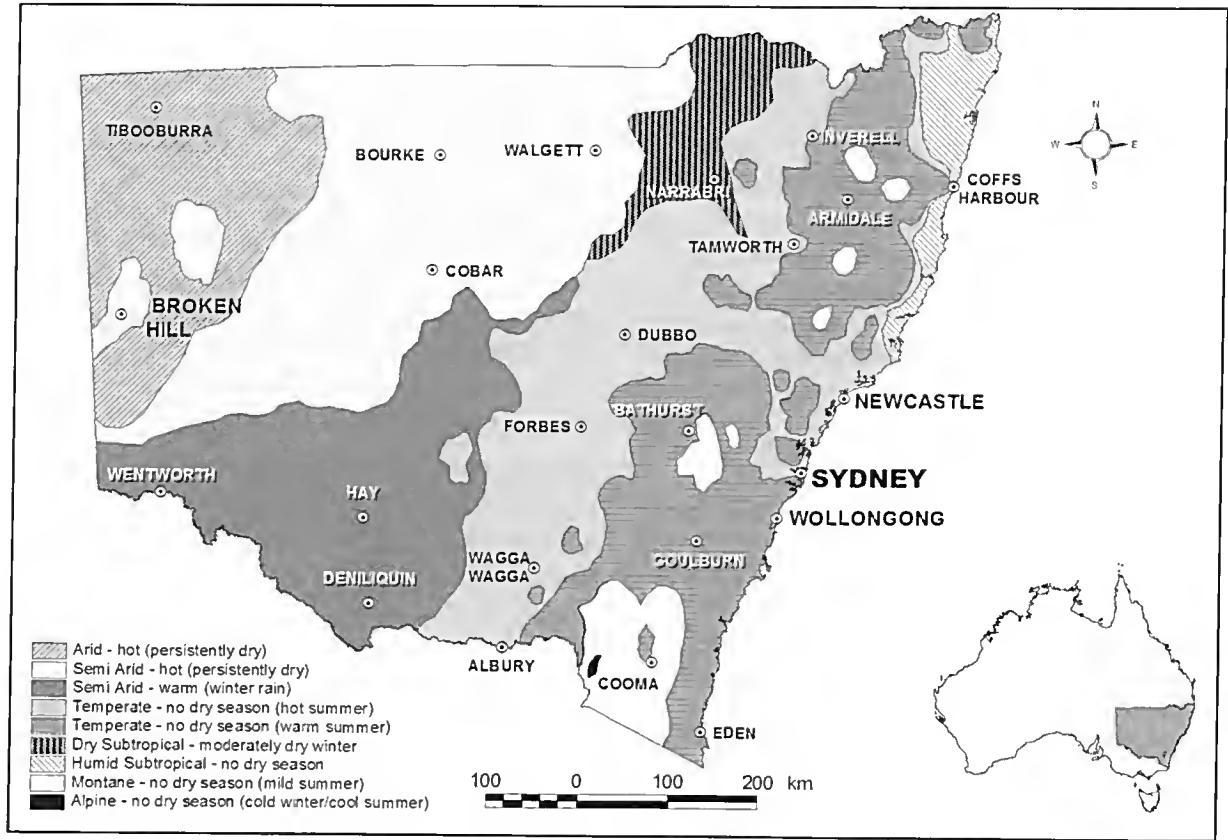 N
W
E
S
TIBOOBURRA
BOURKE
WALGETT
INVERELL
NARRABRI
COFFS
HARBOUR
ARMIDALE
TAMWORTH
COBAR
BROKEN
HILL
DUBBO
NEWCASTLE
BATHURST
FORBES
WENTWORTH
SYDNEY
HAY
WOLLONGONG
COULBURN
WAGGA
WAGGA
DENILIQUIN
ALBURY
COOMA
EDEN
Arid - hot (persistently dry)
Semi Arid - hot (persistently dry)
Semi Arid - warm (winter rain)
Temperate - no dry season (hot summer)
Temperate - no dry season (warm summer)
Dry Subtropical - moderately dry winter
Humid Subtropical - no dry season
Montane - no dry season (mild summer)
Alpine - no dry season (cold winter/cool summer)
100 0 100 200 km